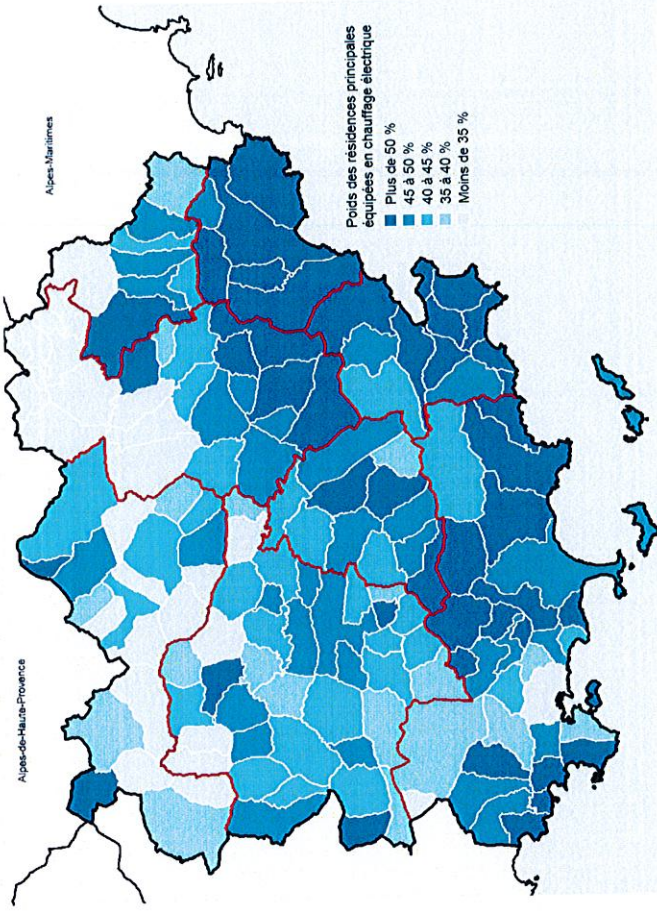 Alpes-de-Haute-Provence
Alpes-Maritimes
Poids des résidences principales
équipées en chauffage électrique
Plus de 50 %
45 à 50 %
40 à 45 %
35 à 40 %
Moins de 35 %